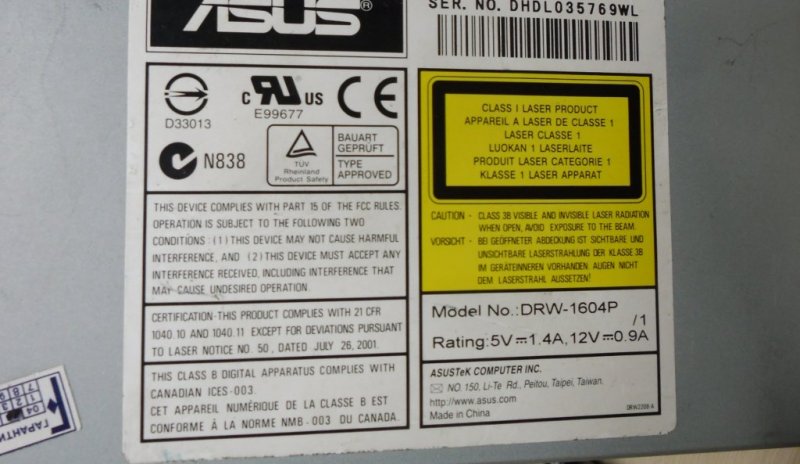 ASUS®
SER. NO. DHDL035769WL
D33013
C RU US
E99677
CE
N838
TÜV
Rheinland
Product Safety
BAUART
GEPRÜFT
TYPE
APPROVED
THIS DEVICE COMPLIES WITH PART 15 OF THE FCC RULES.
OPERATION IS SUBJECT TO THE FOLLOWING TWO
CONDITIONS : (1) THIS DEVICE MAY NOT CAUSE HARMFUL
INTERFERENCE, AND (2) THIS DEVICE MUST ACCEPT ANY
INTERFERENCE RECEIVED, INCLUDING INTERFERENCE THAT
MAY CAUSE UNDESIRED OPERATION.
CERTIFICATION : THIS PRODUCT COMPLIES WITH 21 CFR
1040.10 AND 1040.11 EXCEPT FOR DEVIATIONS PURSUANT
TO LASER NOTICE NO. 50, DATED JULY 26, 2001.
THIS CLASS B DIGITAL APPARATUS COMPLIES WITH
CANADIAN ICES-003.
CET APPAREIL NUMÉRIQUE DE LA CLASSE B EST
CONFORME À LA NORME NMB-003 DU CANADA.
CLASS I LASER PRODUCT
APPAREIL A LASER DE CLASSE 1
LASER CLASSE 1
LUOKAN 1 LASERLAITE
PRODUIT LASER CATEGORIE 1
KLASSE 1 LASER APPARAT
CAUTION - CLASS 3B VISIBLE AND INVISIBLE LASER RADIATION
WHEN OPEN, AVOID EXPOSURE TO THE BEAM.
VORSICHT - BEI GEÖFFNETER ABDECKUNG IST SICHTBARE UND
UNSICHTBARE LASERSTRAHLUNG DER KLASSE 3B
IM GERÄTEINNEREN VORHANDEN. AUGEN NICHT
DEM LASERSTRAHL AUSSETZEN!
Model No.:DRW-1604P
/1
Rating:5V⎓1.4A,12V⎓0.9A
ASUSTeK COMPUTER INC.
NO.150, Li-Te Rd., Peitou, Taipei, Taiwan.
http://www.asus.com
Made in China
DRW2208-A
ГАРАНТИ